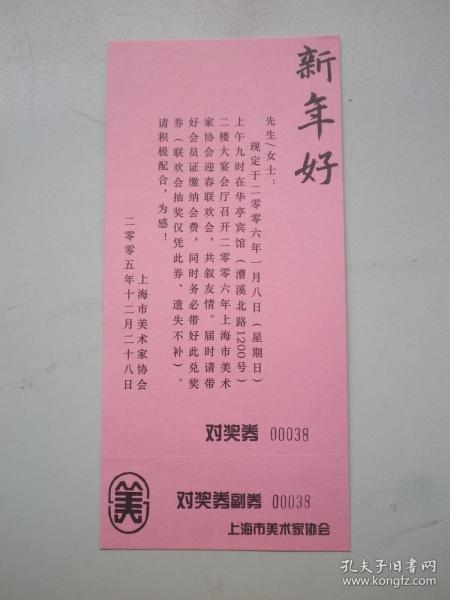 新年好
先生/女士：
现定于二零零六年一月八日（星期日）
上午九时在华亭宾馆（漕溪北路1200号）
二楼大宴会厅召开二零零六年上海市美术
家协会迎春联欢会，共叙友情。届时请带
好会员证缴纳会费，同时务必带好此兑奖
券（联欢会抽奖仅凭此券、遗失不补）。
请积极配合，为感！
上海市美术家协会
二零零五年十二月二十八日
对奖券 00038
美
对奖券副券 00038
上海市美术家协会
孔夫子旧书网
www.kongfz.com